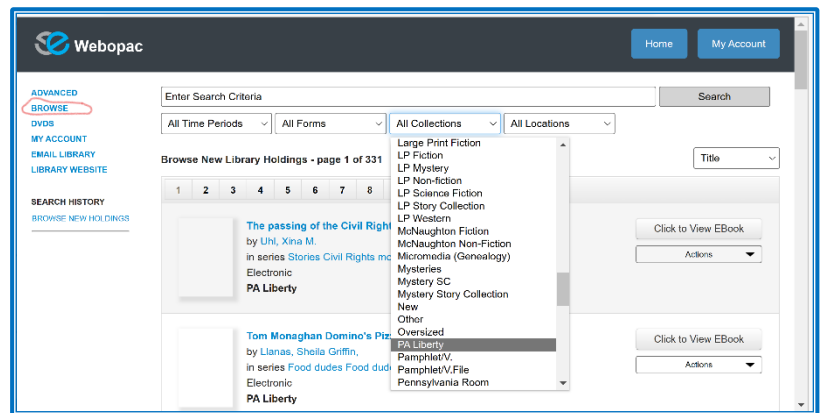 Webopac
Home
My Account
ADVANCED
BROWSE
DVDS
MY ACCOUNT
EMAIL LIBRARY
LIBRARY WEBSITE
SEARCH HISTORY
BROWSE NEW HOLDINGS
Enter Search Criteria
Search
All Time Periods
All Forms
All Collections
All Locations
Browse New Library Holdings - page 1 of 331
Title
1 2 3 4 5 6 7 8
Large Print Fiction
LP Fiction
LP Mystery
LP Non-fiction
LP Science Fiction
LP Story Collection
LP Western
McNaughton Fiction
McNaughton Non-Fiction
Micromedia (Genealogy)
Mysteries
Mystery SC
Mystery Story Collection
New
Other
Oversized
PA Liberty
Pamphlet/V.
Pamphlet/V.File
Pennsylvania Room
The passing of the Civil Right
by Uhl, Xina M.
in series Stories Civil Rights mo
Electronic
PA Liberty
Click to View EBook
Actions
Tom Monaghan Domino's Piz
by Llanas, Sheila Griffin,
in series Food dudes Food dud
Electronic
PA Liberty
Click to View EBook
Actions